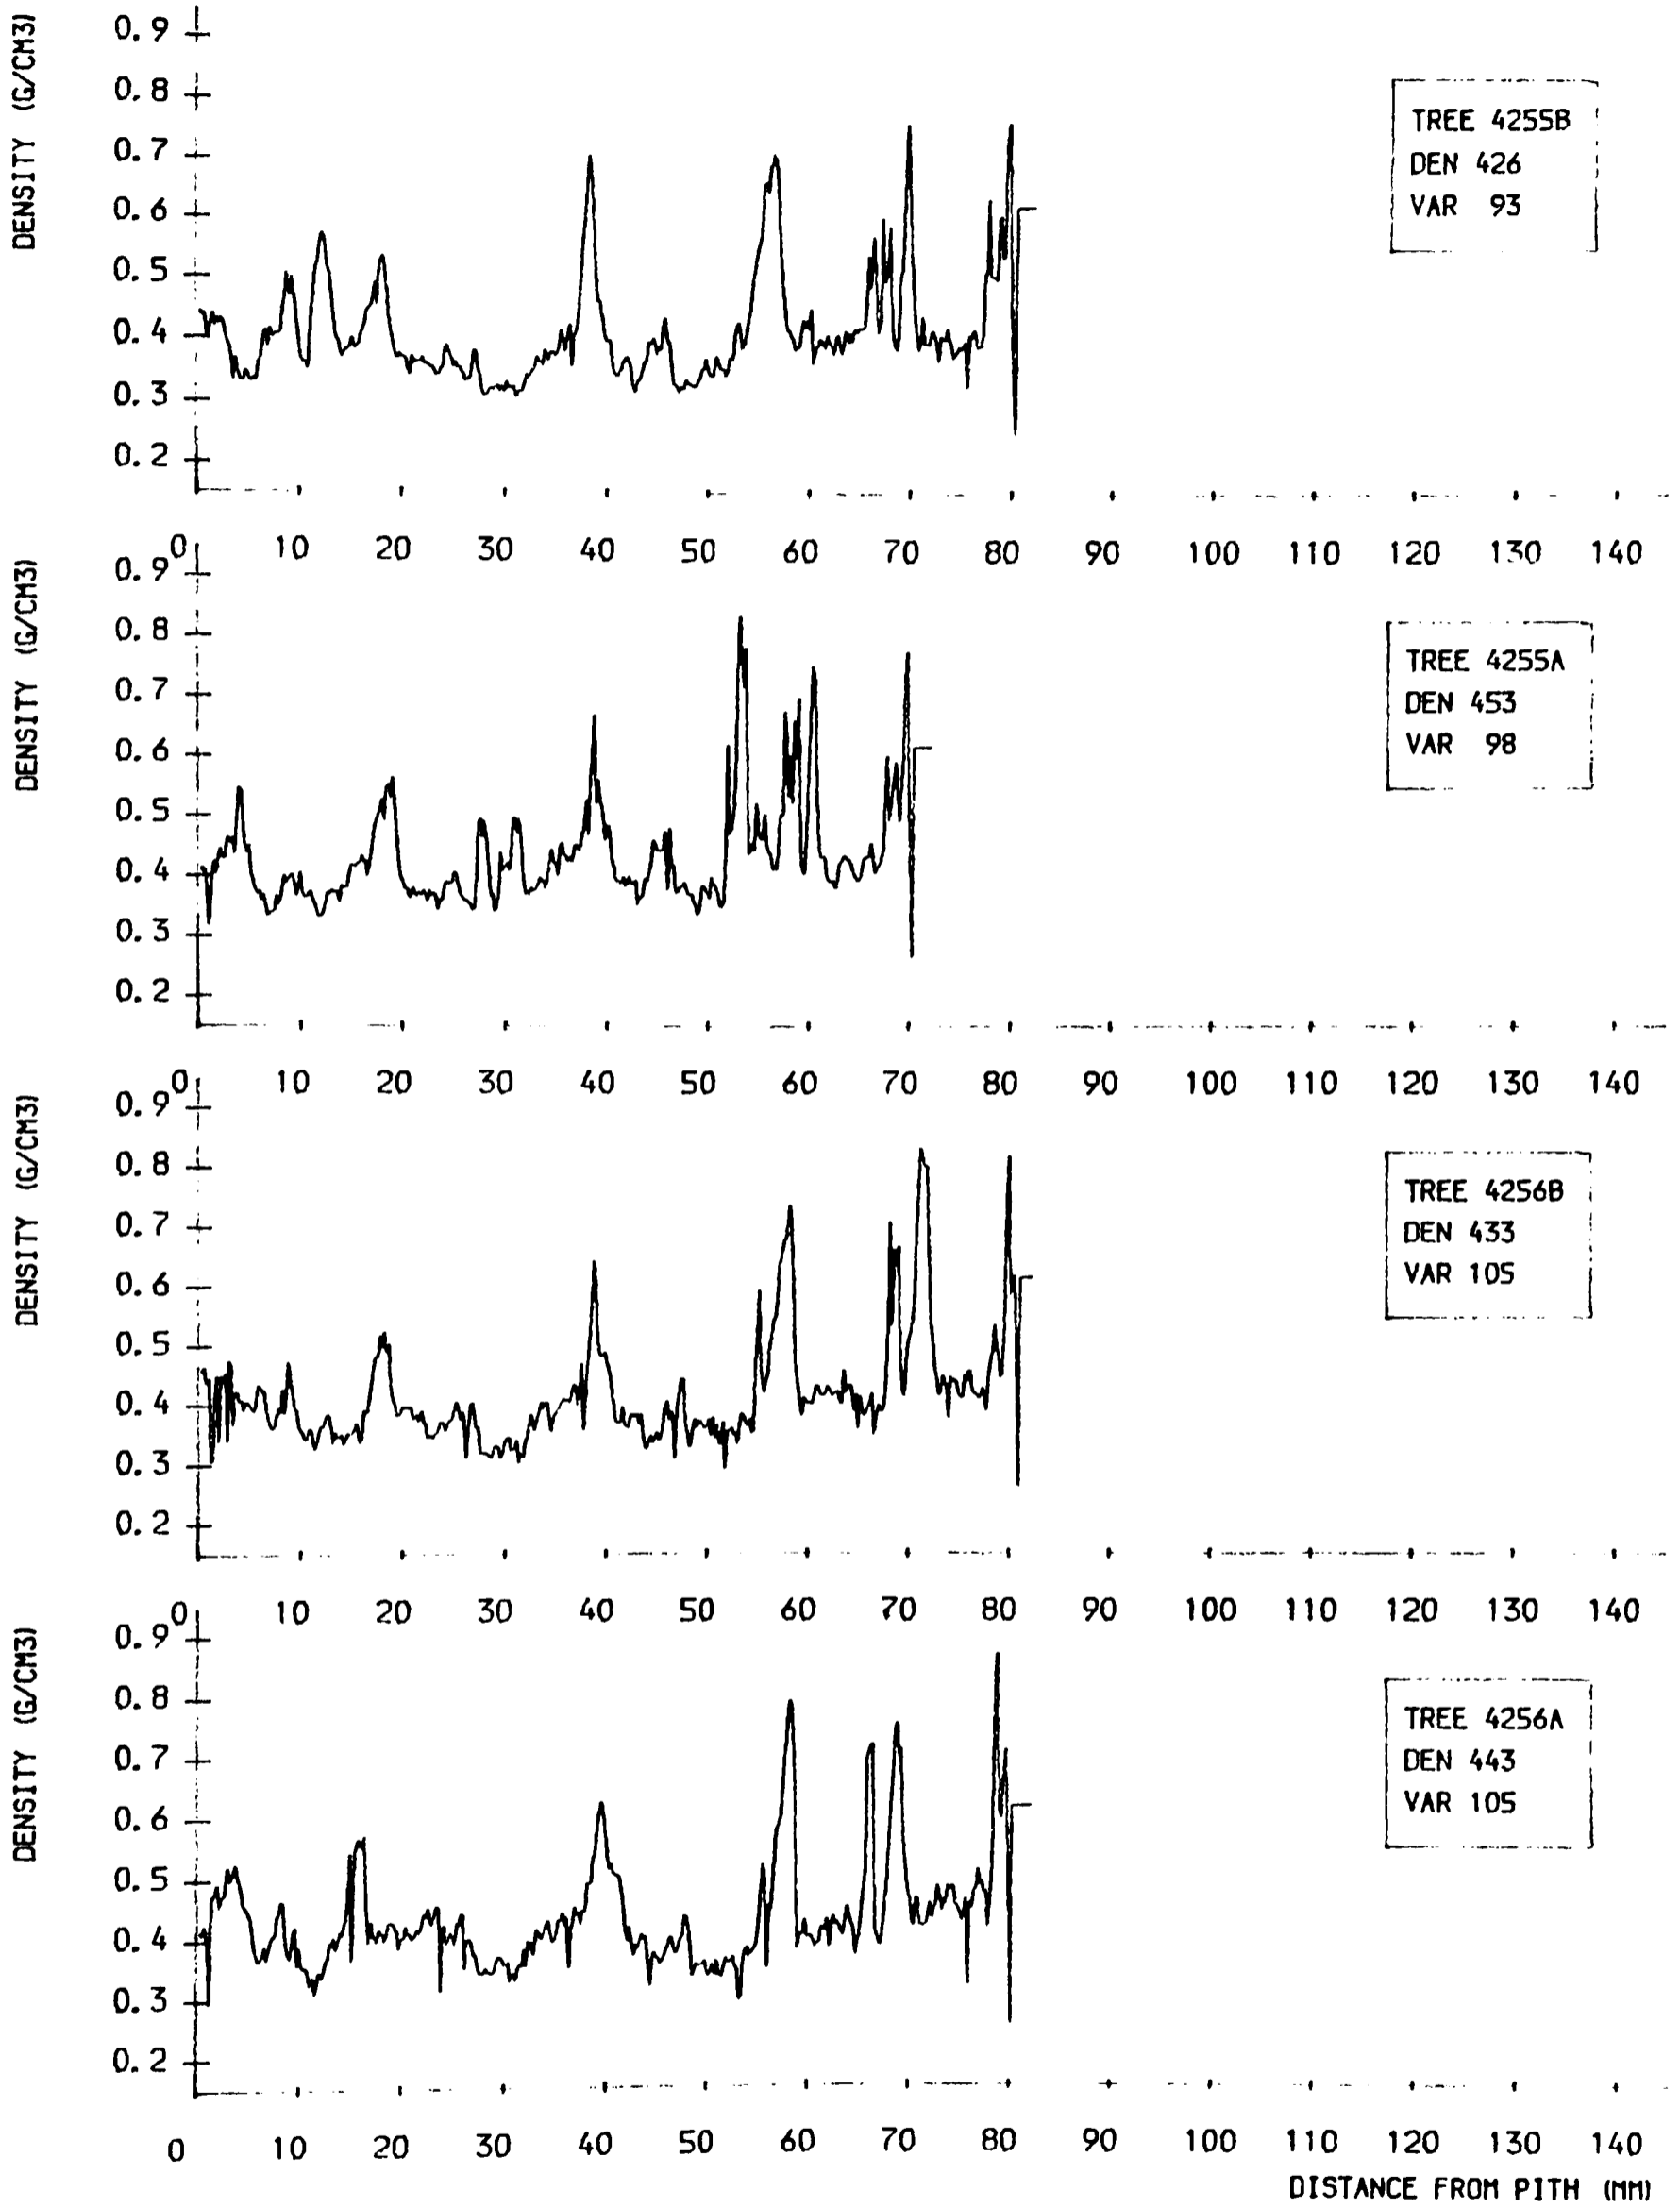 DENSITY (G/CM3)
0.9
0.8
0.7
0.6
0.5
0.4
0.3
0.2
TREE 4255B
DEN 426
VAR 93
0 10 20 30 40 50 60 70 80 90 100 110 120 130 140
DENSITY (G/CM3)
0.9
0.8
0.7
0.6
0.5
0.4
0.3
0.2
TREE 4255A
DEN 453
VAR 98
0 10 20 30 40 50 60 70 80 90 100 110 120 130 140
DENSITY (G/CM3)
0.9
0.8
0.7
0.6
0.5
0.4
0.3
0.2
TREE 4256B
DEN 433
VAR 105
0 10 20 30 40 50 60 70 80 90 100 110 120 130 140
DENSITY (G/CM3)
0.9
0.8
0.7
0.6
0.5
0.4
0.3
0.2
TREE 4256A
DEN 443
VAR 105
0 10 20 30 40 50 60 70 80 90 100 110 120 130 140
DISTANCE FROM PITH (MM)